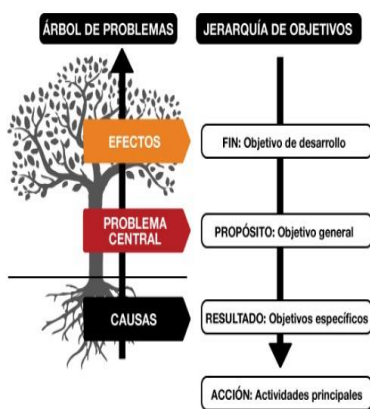 ÁRBOL DE PROBLEMAS
JERARQUÍA DE OBJETIVOS
EFECTOS
FIN: Objetivo de desarrollo
PROBLEMA
CENTRAL
PROPÓSITO: Objetivo general
CAUSAS
RESULTADO: Objetivos específicos
ACCIÓN: Actividades principales